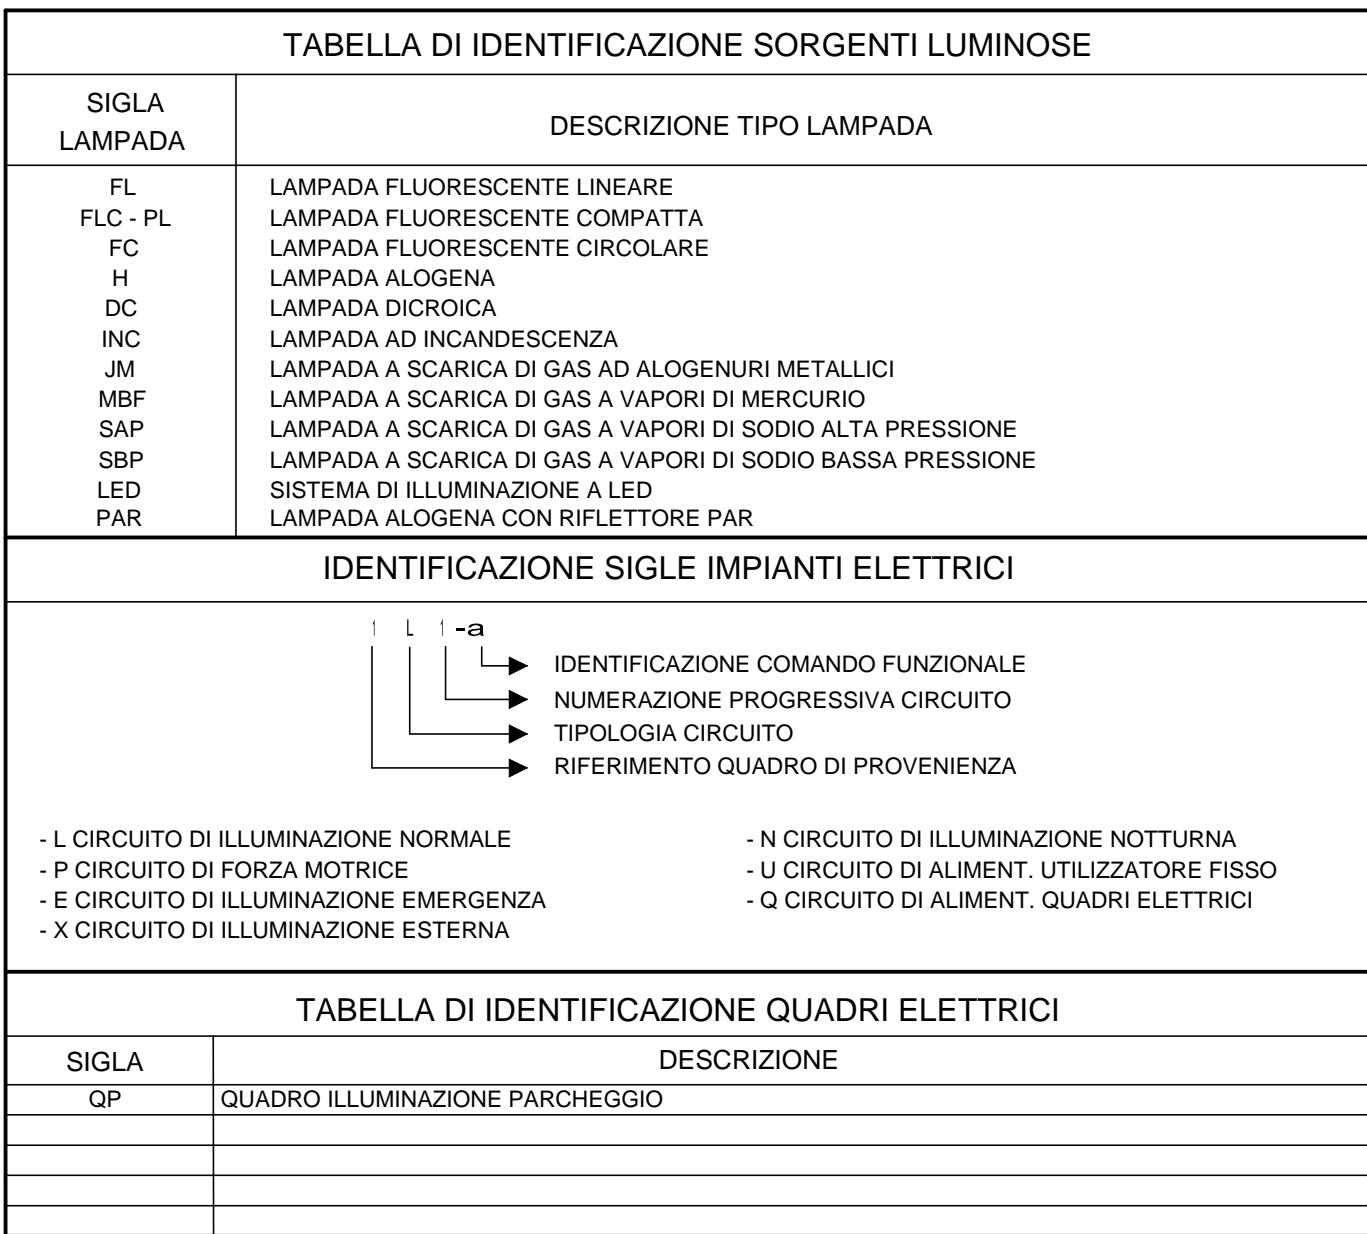 TABELLA DI IDENTIFICAZIONE SORGENTI LUMINOSE
SIGLA
LAMPADA
DESCRIZIONE TIPO LAMPADA
FL LAMPADA FLUORESCENTE LINEARE
FLC - PL LAMPADA FLUORESCENTE COMPATTA
FC LAMPADA FLUORESCENTE CIRCOLARE
H LAMPADA ALOGENA
DC LAMPADA DICROICA
INC LAMPADA AD INCANDESCENZA
JM LAMPADA A SCARICA DI GAS AD ALOGENURI METALLICI
MBF LAMPADA A SCARICA DI GAS A VAPORI DI MERCURIO
SAP LAMPADA A SCARICA DI GAS A VAPORI DI SODIO ALTA PRESSIONE
SBP LAMPADA A SCARICA DI GAS A VAPORI DI SODIO BASSA PRESSIONE
LED SISTEMA DI ILLUMINAZIONE A LED
PAR LAMPADA ALOGENA CON RIFLETTORE PAR
IDENTIFICAZIONE SIGLE IMPIANTI ELETTRICI
1 L 1 -a
IDENTIFICAZIONE COMANDO FUNZIONALE
NUMERAZIONE PROGRESSIVA CIRCUITO
TIPOLOGIA CIRCUITO
RIFERIMENTO QUADRO DI PROVENIENZA
- L CIRCUITO DI ILLUMINAZIONE NORMALE
- P CIRCUITO DI FORZA MOTRICE
- E CIRCUITO DI ILLUMINAZIONE EMERGENZA
- X CIRCUITO DI ILLUMINAZIONE ESTERNA
- N CIRCUITO DI ILLUMINAZIONE NOTTURNA
- U CIRCUITO DI ALIMENT. UTILIZZATORE FISSO
- Q CIRCUITO DI ALIMENT. QUADRI ELETTRICI
TABELLA DI IDENTIFICAZIONE QUADRI ELETTRICI
SIGLA DESCRIZIONE
QP QUADRO ILLUMINAZIONE PARCHEGGIO